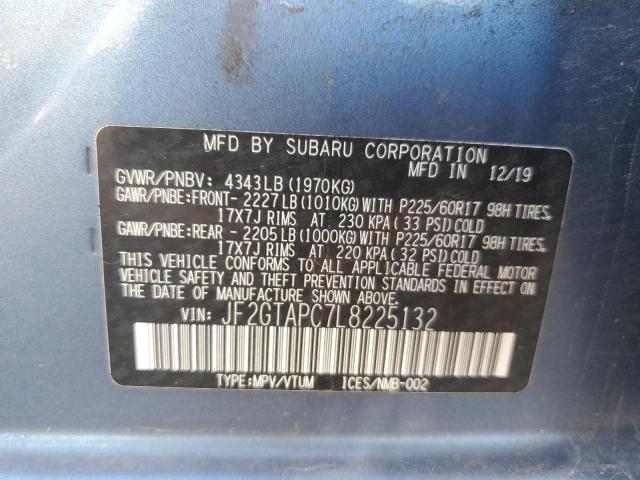 MFD BY SUBARU CORPORATION
MFD IN 12/19
GVWR/PNBV: 4343LB (1970KG)
GAWR/PNBE:FRONT- 2227 LB (1010KG) WITH P225/60R17 98H TIRES,
17X7J RIMS AT 230 KPA ( 33 PSI) COLD
GAWR/PNBE:REAR - 2205 LB (1000KG) WITH P225/60R17 98H TIRES,
17X7J RIMS AT 220 KPA ( 32 PSI) COLD
THIS VEHICLE CONFORMS TO ALL APPLICABLE FEDERAL MOTOR
VEHICLE SAFETY AND THEFT PREVENTION STANDARDS IN EFFECT
ON THE DATE OF MANUFACTURE SHOWN ABOVE.
VIN: JF2GTAPC7L8225132
TYPE:MPV/VTUM ICES/NMB-002